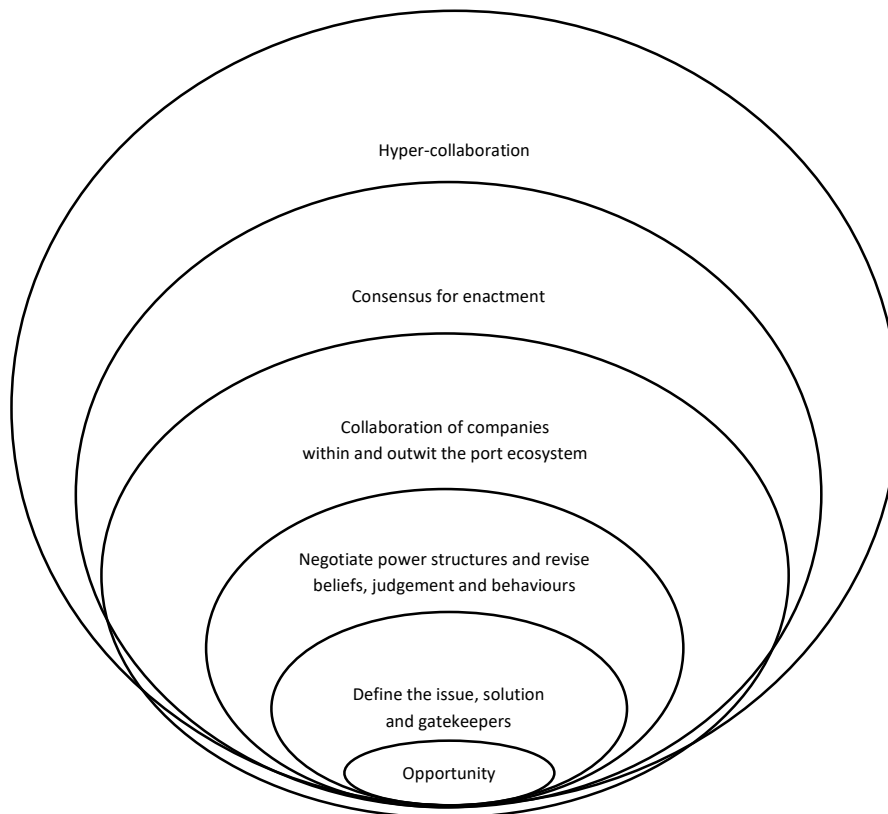 Hyper-collaboration
Consensus for enactment
Collaboration of companies
within and outwit the port ecosystem
Negotiate power structures and revise
beliefs, judgement and behaviours
Define the issue, solution
and gatekeepers
Opportunity